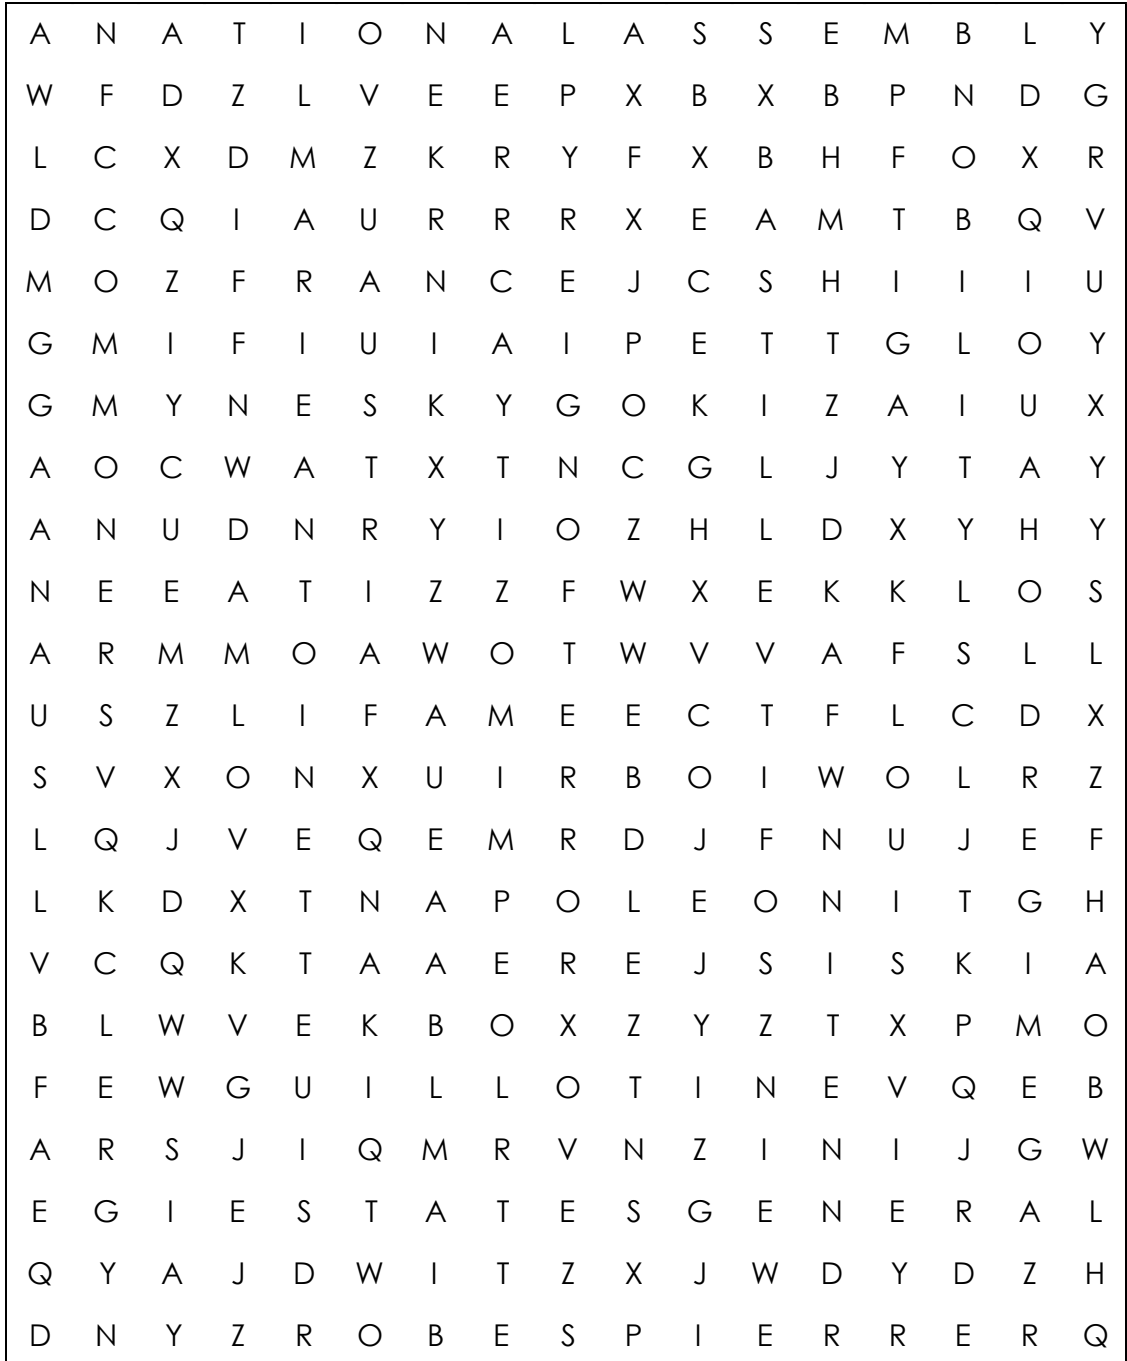 A N A T I O N A L A S S E M B L Y
W F D Z L V E E P X B X B P N D G
L C X D M Z K R Y F X B H F O X R
D C Q I A U R R R X E A M T B Q V
M O Z F R A N C E J C S H I I I U
G M I F I U I A I P E T T G L O Y
G M Y N E S K Y G O K I Z A I U X
A O C W A T X T N C G L J Y T A Y
A N U D N R Y I O Z H L D X Y H Y
N E E A T I Z Z F W X E K K L O S
A R M M O A W O T W V V A F S L L
U S Z L I F A M E E C T F L C D X
S V X O N X U I R B O I W O L R Z
L Q J V E Q E M R D J F N U J E F
L K D X T N A P O L E O N I T G H
V C Q K T A A E R E J S I S K I A
B L W V E K B O X Z Y Z T X P M O
F E W G U I L L O T I N E V Q E B
A R S J I Q M R V N Z I N I J G W
E G I E S T A T E S G E N E R A L
Q Y A J D W I T Z X J W D Y D Z H
D N Y Z R O B E S P I E R R E R Q